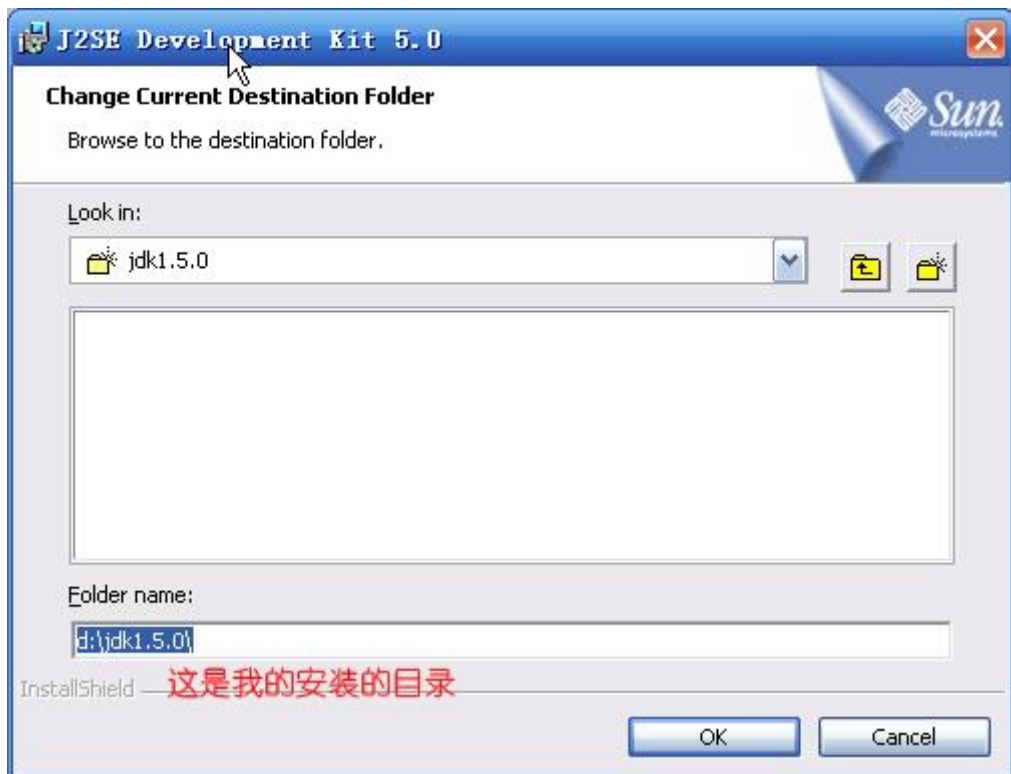 J2SE Development Kit 5.0
Change Current Destination Folder
Browse to the destination folder.
Sun
microsystems
Look in:
jdk1.5.0
Folder name:
d:\jdk1.5.0\
InstallShield
这是我的安装的目录
OK
Cancel